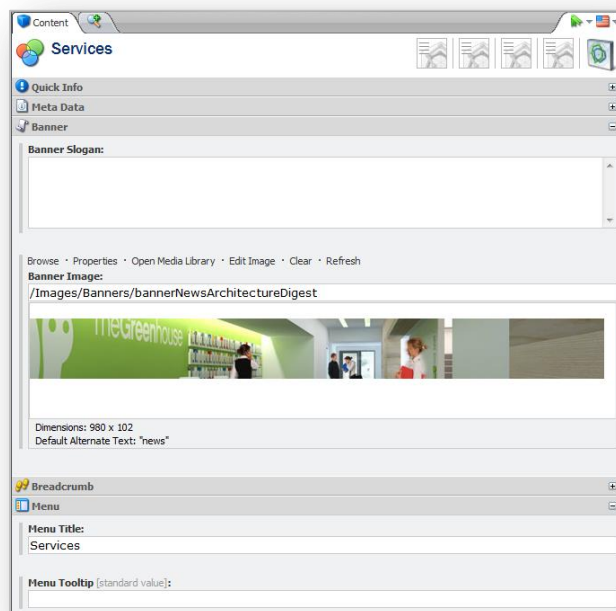 Content
Services
Quick Info
Meta Data
Banner
Banner Slogan:
Browse · Properties · Open Media Library · Edit Image · Clear · Refresh
Banner Image:
/Images/Banners/bannerNewsArchitectureDigest
TheGreenhouse
Dimensions: 980 x 102
Default Alternate Text: "news"
Breadcrumb
Menu
Menu Title:
Services
Menu Tooltip [standard value]: